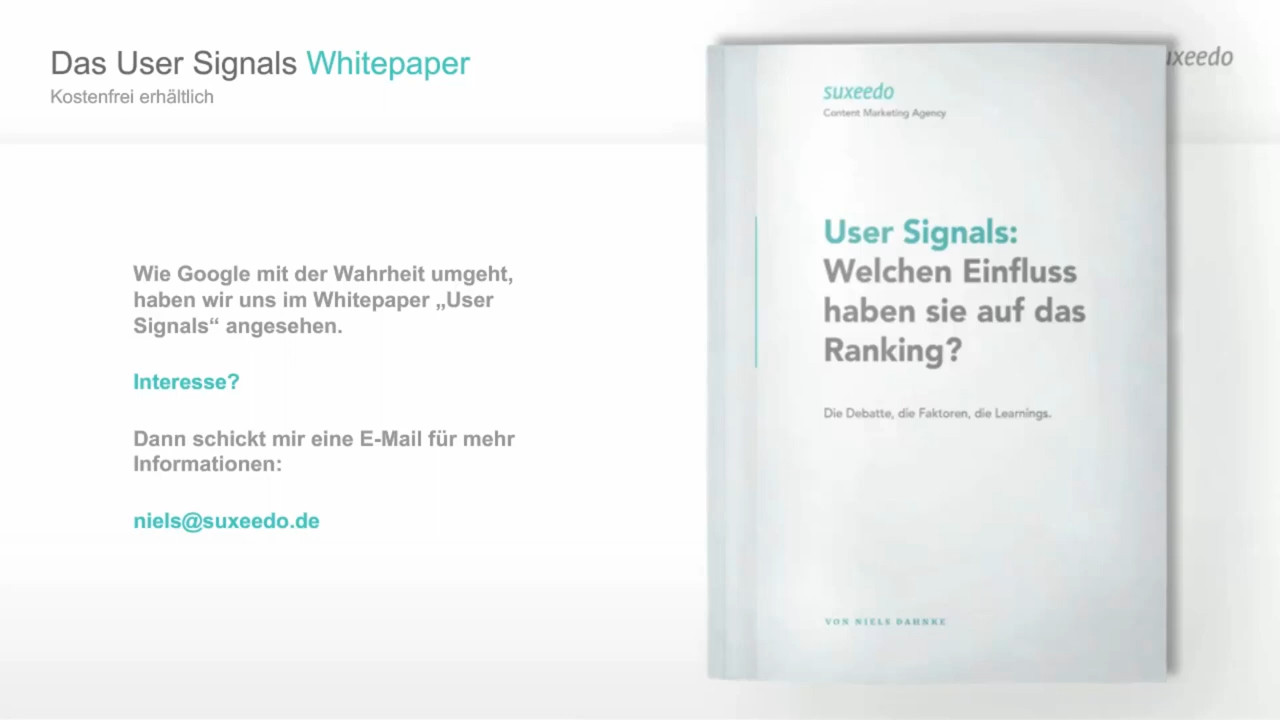 Das User Signals Whitepaper
Kostenfrei erhältlich
Wie Google mit der Wahrheit umgeht,
haben wir uns im Whitepaper „User
Signals“ angesehen.
Interesse?
Dann schickt mir eine E-Mail für mehr
Informationen:
niels@suxeedo.de
suxeedo
Content Marketing Agency
User Signals:
Welchen Einfluss
haben sie auf das
Ranking?
Die Debatte, die Faktoren, die Learnings.
VON NIELS DAHNKE
uxeedo